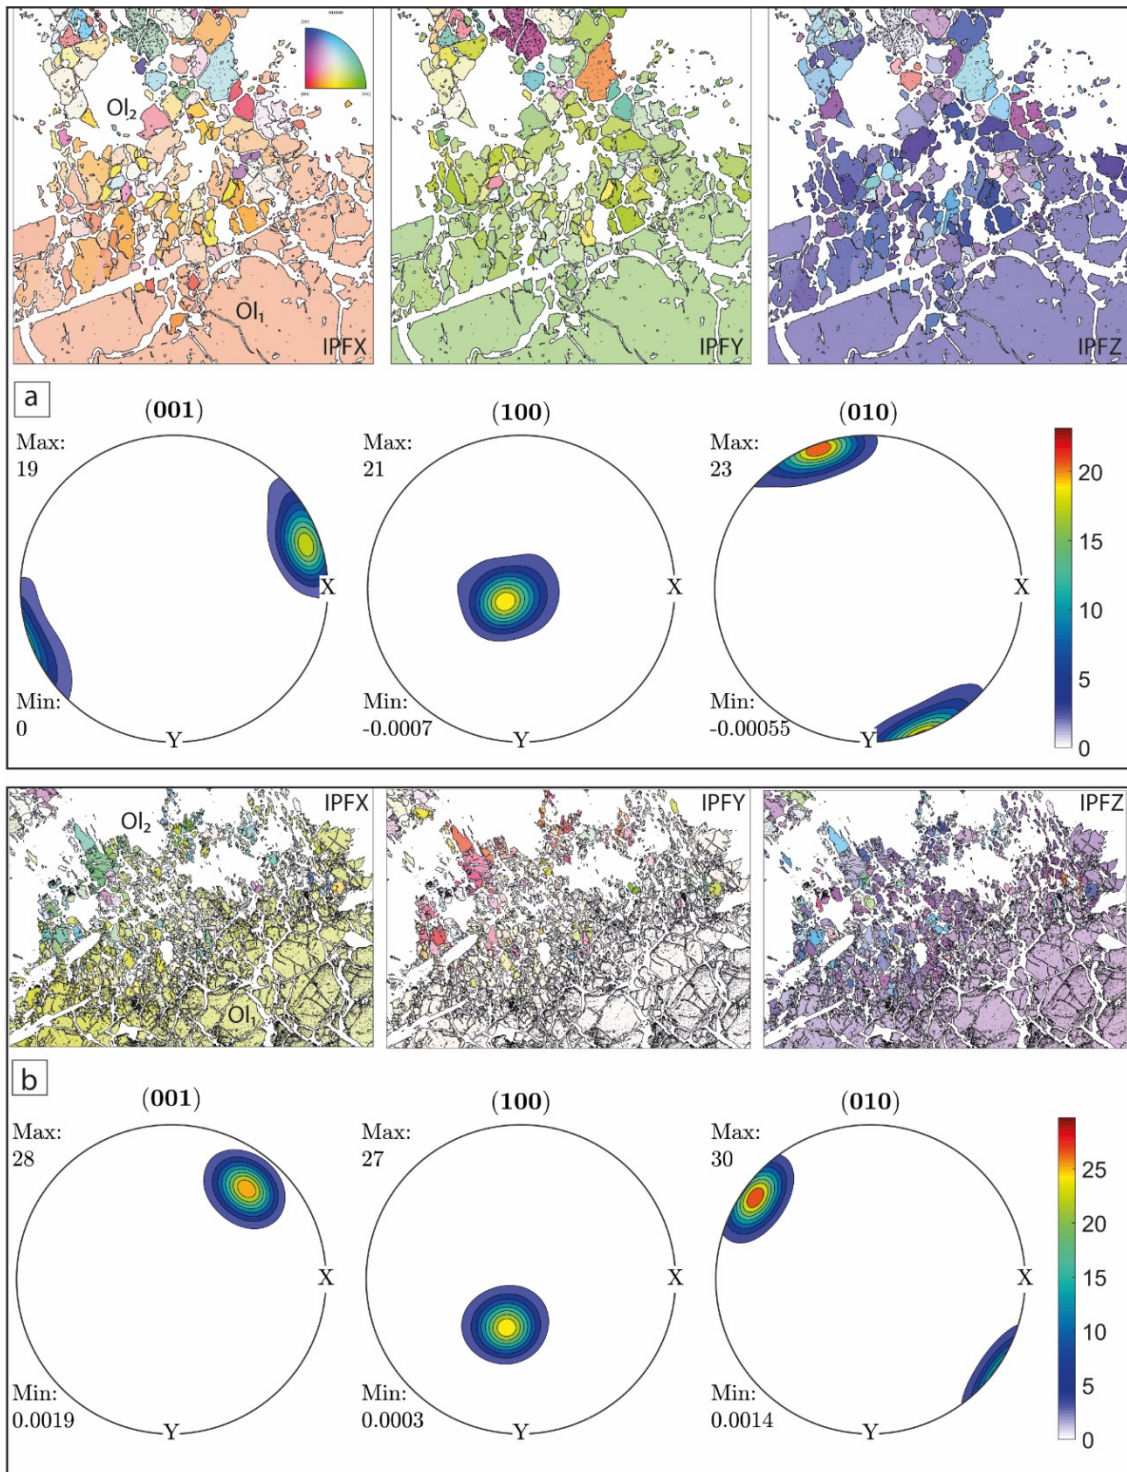 Ol₂
Ol₁
IPFX
IPFY
IPFZ
a
(001)
Max:
19
X
Min:
0
Y
(100)
Max:
21
X
Min:
-0.0007
Y
(010)
Max:
23
X
Min:
-0.00055
Y
20
15
10
5
0
IPFX
Ol₂
Ol₁
IPFY
IPFZ
b
(001)
Max:
28
X
Min:
0.0019
Y
(100)
Max:
27
X
Min:
0.0003
Y
(010)
Max:
30
X
Min:
0.0014
Y
25
20
15
10
5
0